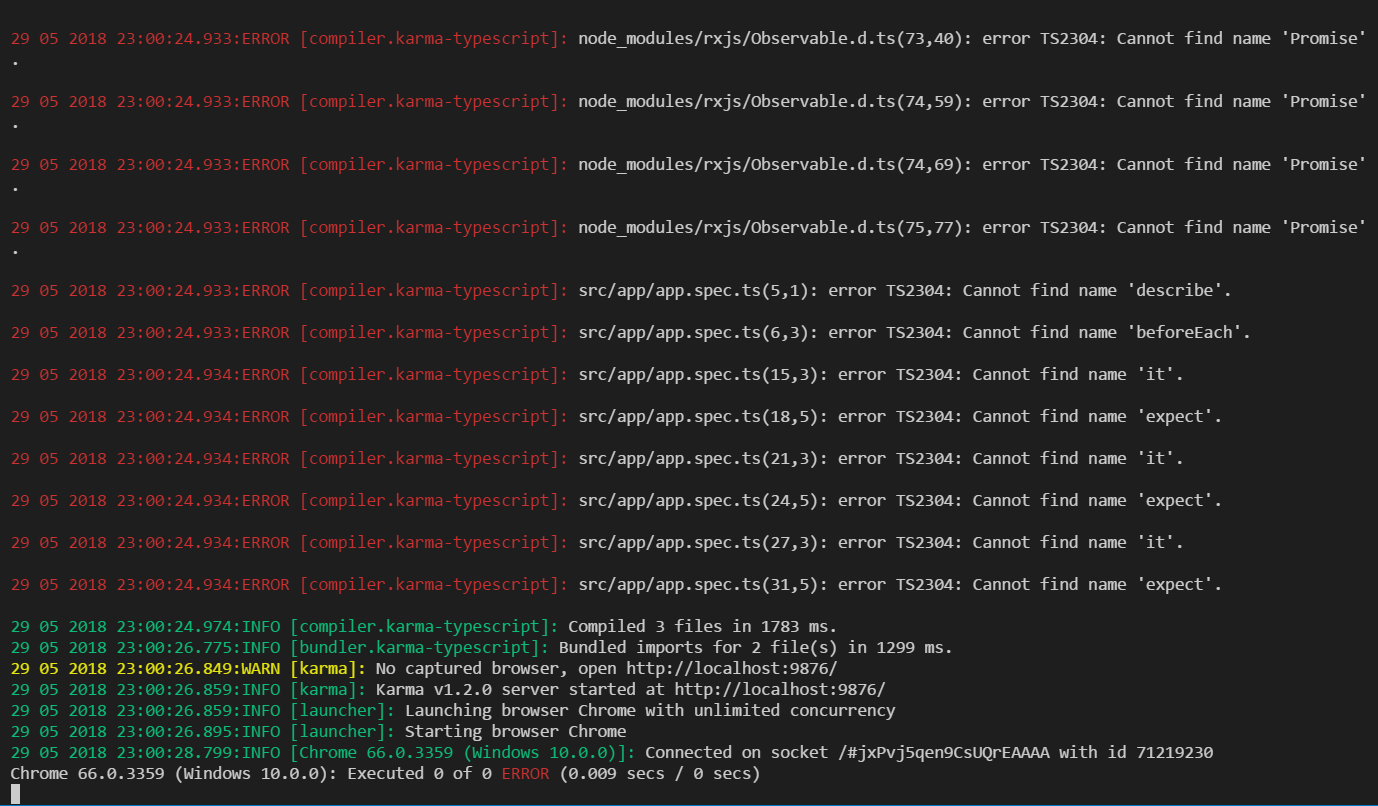 29 05 2018 23:00:24.933:ERROR [compiler.karma-typescript]: node_modules/rxjs/Observable.d.ts(73,40): error TS2304: Cannot find name 'Promise'
.
29 05 2018 23:00:24.933:ERROR [compiler.karma-typescript]: node_modules/rxjs/Observable.d.ts(74,59): error TS2304: Cannot find name 'Promise'
.
29 05 2018 23:00:24.933:ERROR [compiler.karma-typescript]: node_modules/rxjs/Observable.d.ts(74,69): error TS2304: Cannot find name 'Promise'
.
29 05 2018 23:00:24.933:ERROR [compiler.karma-typescript]: node_modules/rxjs/Observable.d.ts(75,77): error TS2304: Cannot find name 'Promise'
.
29 05 2018 23:00:24.933:ERROR [compiler.karma-typescript]: src/app/app.spec.ts(5,1): error TS2304: Cannot find name 'describe'.
29 05 2018 23:00:24.933:ERROR [compiler.karma-typescript]: src/app/app.spec.ts(6,3): error TS2304: Cannot find name 'beforeEach'.
29 05 2018 23:00:24.934:ERROR [compiler.karma-typescript]: src/app/app.spec.ts(15,3): error TS2304: Cannot find name 'it'.
29 05 2018 23:00:24.934:ERROR [compiler.karma-typescript]: src/app/app.spec.ts(18,5): error TS2304: Cannot find name 'expect'.
29 05 2018 23:00:24.934:ERROR [compiler.karma-typescript]: src/app/app.spec.ts(21,3): error TS2304: Cannot find name 'it'.
29 05 2018 23:00:24.934:ERROR [compiler.karma-typescript]: src/app/app.spec.ts(24,5): error TS2304: Cannot find name 'expect'.
29 05 2018 23:00:24.934:ERROR [compiler.karma-typescript]: src/app/app.spec.ts(27,3): error TS2304: Cannot find name 'it'.
29 05 2018 23:00:24.934:ERROR [compiler.karma-typescript]: src/app/app.spec.ts(31,5): error TS2304: Cannot find name 'expect'.
29 05 2018 23:00:24.974:INFO [compiler.karma-typescript]: Compiled 3 files in 1783 ms.
29 05 2018 23:00:26.775:INFO [bundler.karma-typescript]: Bundled imports for 2 file(s) in 1299 ms.
29 05 2018 23:00:26.849:WARN [karma]: No captured browser, open http://localhost:9876/
29 05 2018 23:00:26.859:INFO [karma]: Karma v1.2.0 server started at http://localhost:9876/
29 05 2018 23:00:26.859:INFO [launcher]: Launching browser Chrome with unlimited concurrency
29 05 2018 23:00:26.895:INFO [launcher]: Starting browser Chrome
29 05 2018 23:00:28.799:INFO [Chrome 66.0.3359 (Windows 10.0.0)]: Connected on socket /#jxPvj5qen9CsUQrEAAAA with id 71219230
Chrome 66.0.3359 (Windows 10.0.0): Executed 0 of 0 ERROR (0.009 secs / 0 secs)